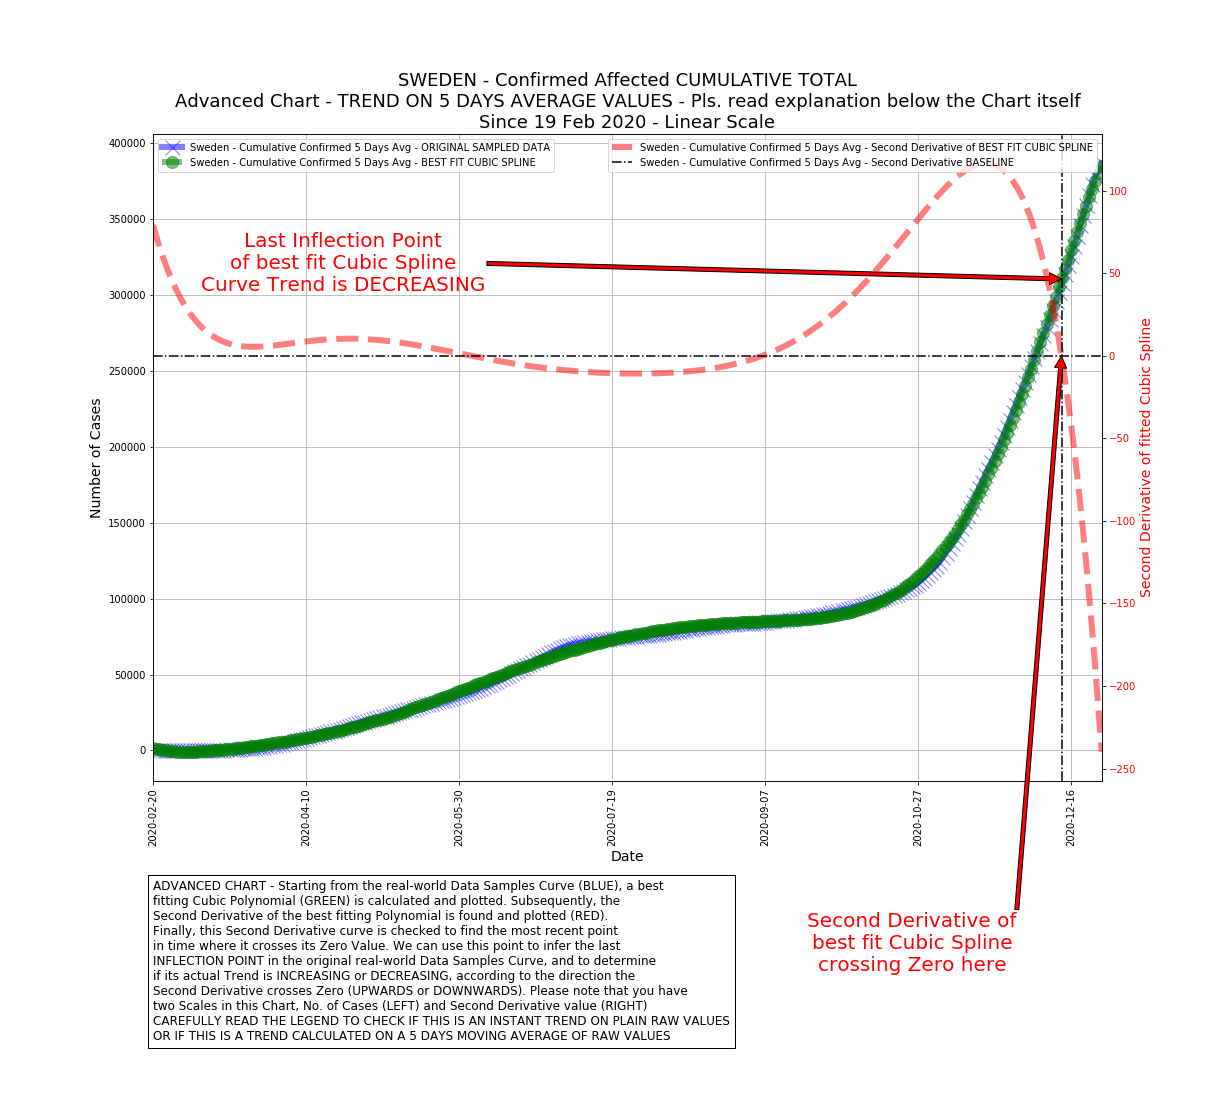 SWEDEN - Confirmed Affected CUMULATIVE TOTAL
Advanced Chart - TREND ON 5 DAYS AVERAGE VALUES - Pls. read explanation below the Chart itself
Since 19 Feb 2020 - Linear Scale
Sweden - Cumulative Confirmed 5 Days Avg - ORIGINAL SAMPLED DATA
Sweden - Cumulative Confirmed 5 Days Avg - BEST FIT CUBIC SPLINE
Sweden - Cumulative Confirmed 5 Days Avg - Second Derivative of BEST FIT CUBIC SPLINE
Sweden - Cumulative Confirmed 5 Days Avg - Second Derivative BASELINE
Last Inflection Point
of best fit Cubic Spline
Curve Trend is DECREASING
Number of Cases
400000
350000
300000
250000
200000
150000
100000
50000
0
100
50
0
−50
−100
−150
−200
−250
Second Derivative of fitted Cubic Spline
2020-02-20
2020-04-10
2020-05-30
2020-07-19
2020-09-07
2020-10-27
2020-12-16
Date
Second Derivative of
best fit Cubic Spline
crossing Zero here
ADVANCED CHART - Starting from the real-world Data Samples Curve (BLUE), a best
fitting Cubic Polynomial (GREEN) is calculated and plotted. Subsequently, the
Second Derivative of the best fitting Polynomial is found and plotted (RED).
Finally, this Second Derivative curve is checked to find the most recent point
in time where it crosses its Zero Value. We can use this point to infer the last
INFLECTION POINT in the original real-world Data Samples Curve, and to determine
if its actual Trend is INCREASING or DECREASING, according to the direction the
Second Derivative crosses Zero (UPWARDS or DOWNWARDS). Please note that you have
two Scales in this Chart, No. of Cases (LEFT) and Second Derivative value (RIGHT)
CAREFULLY READ THE LEGEND TO CHECK IF THIS IS AN INSTANT TREND ON PLAIN RAW VALUES
OR IF THIS IS A TREND CALCULATED ON A 5 DAYS MOVING AVERAGE OF RAW VALUES